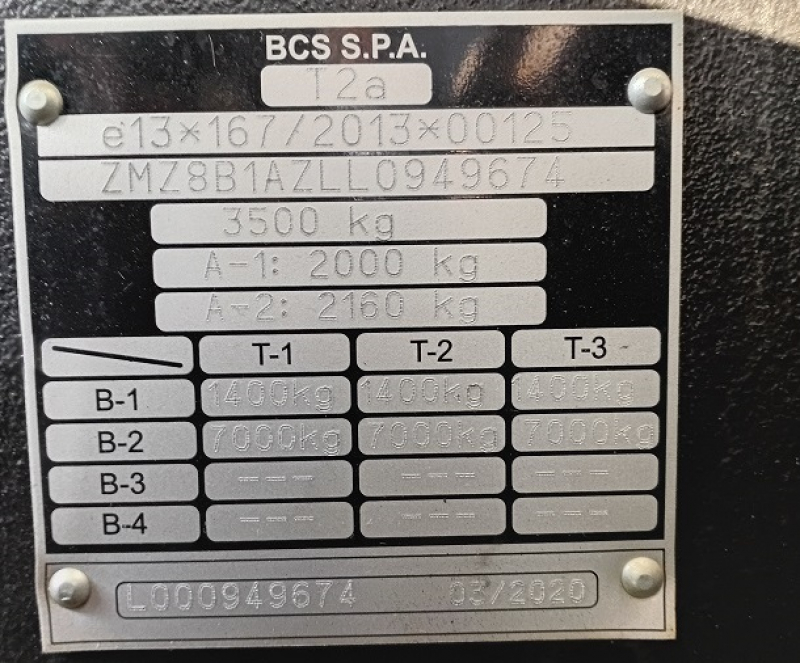 BCS S.P.A.
T2a
e13*167/2013*00125
ZMZ8B1AZLL0949674
3500 kg
A-1: 2000 kg
A-2: 2160 kg
T-1 T-2 T-3
B-1 1400kg 1400kg 1400kg
B-2 7000kg 7000kg 7000kg
B-3 --- --- --- --- --- --- --- --- ---
B-4 --- --- --- --- --- --- --- --- ---
L000949674 03/2020